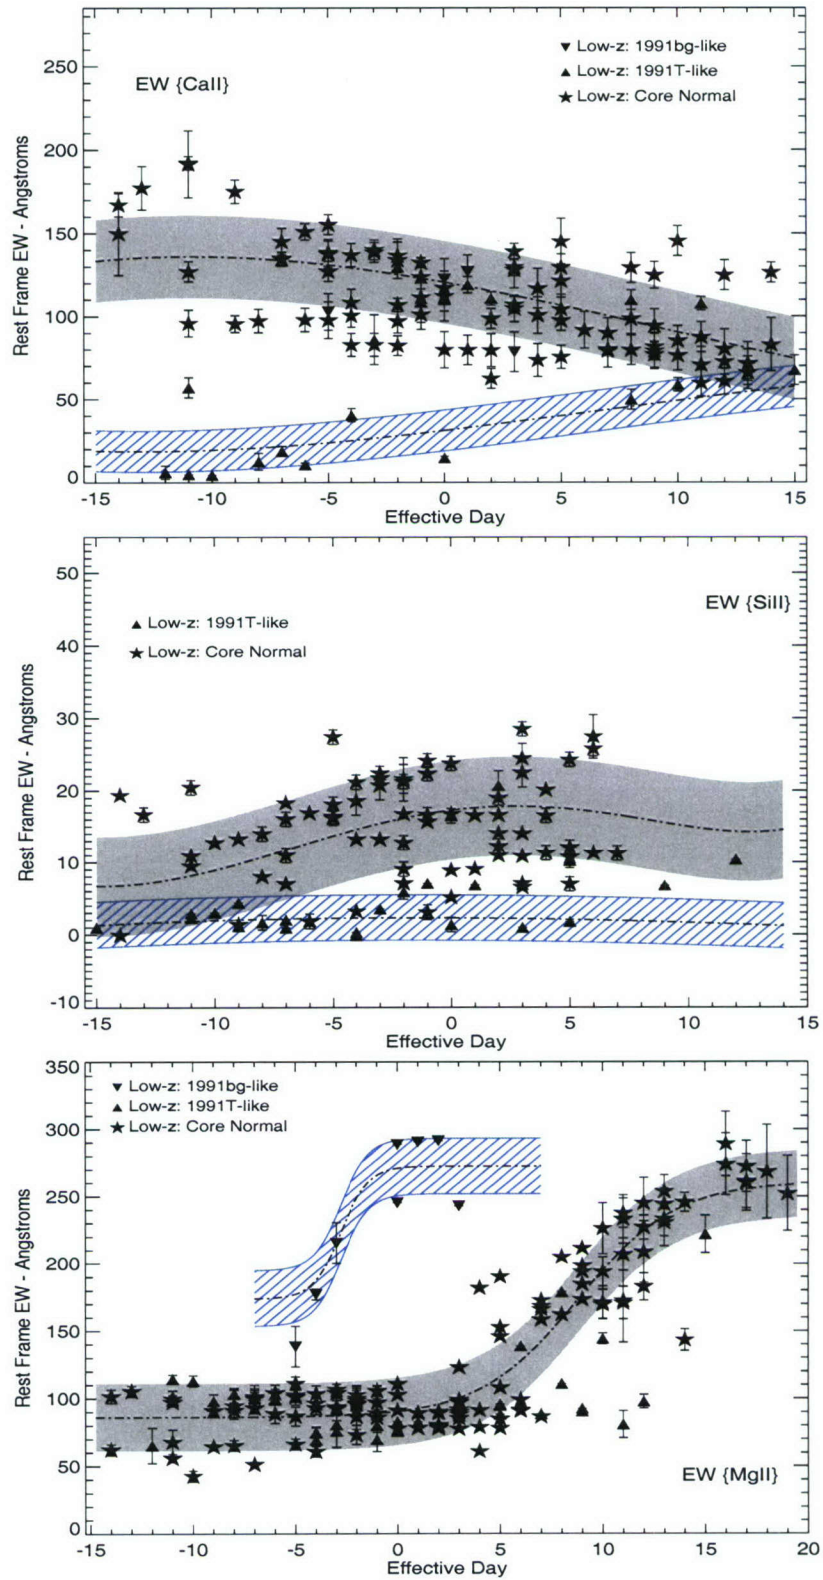 Low-z: 1991bg-like
EW {CaII}
Low-z: 1991T-like
Low-z: Core Normal
Rest Frame EW - Angstroms
250
200
150
100
50
0
-15 -10 -5 0 5 10 15
Effective Day
EW {SiII}
Low-z: 1991T-like
Low-z: Core Normal
Rest Frame EW - Angstroms
50
40
30
20
10
0
-10
-15 -10 -5 0 5 10 15
Effective Day
Low-z: 1991bg-like
Low-z: 1991T-like
Low-z: Core Normal
Rest Frame EW - Angstroms
350
300
250
200
150
100
50
0
EW {MgII}
-15 -10 -5 0 5 10 15 20
Effective Day